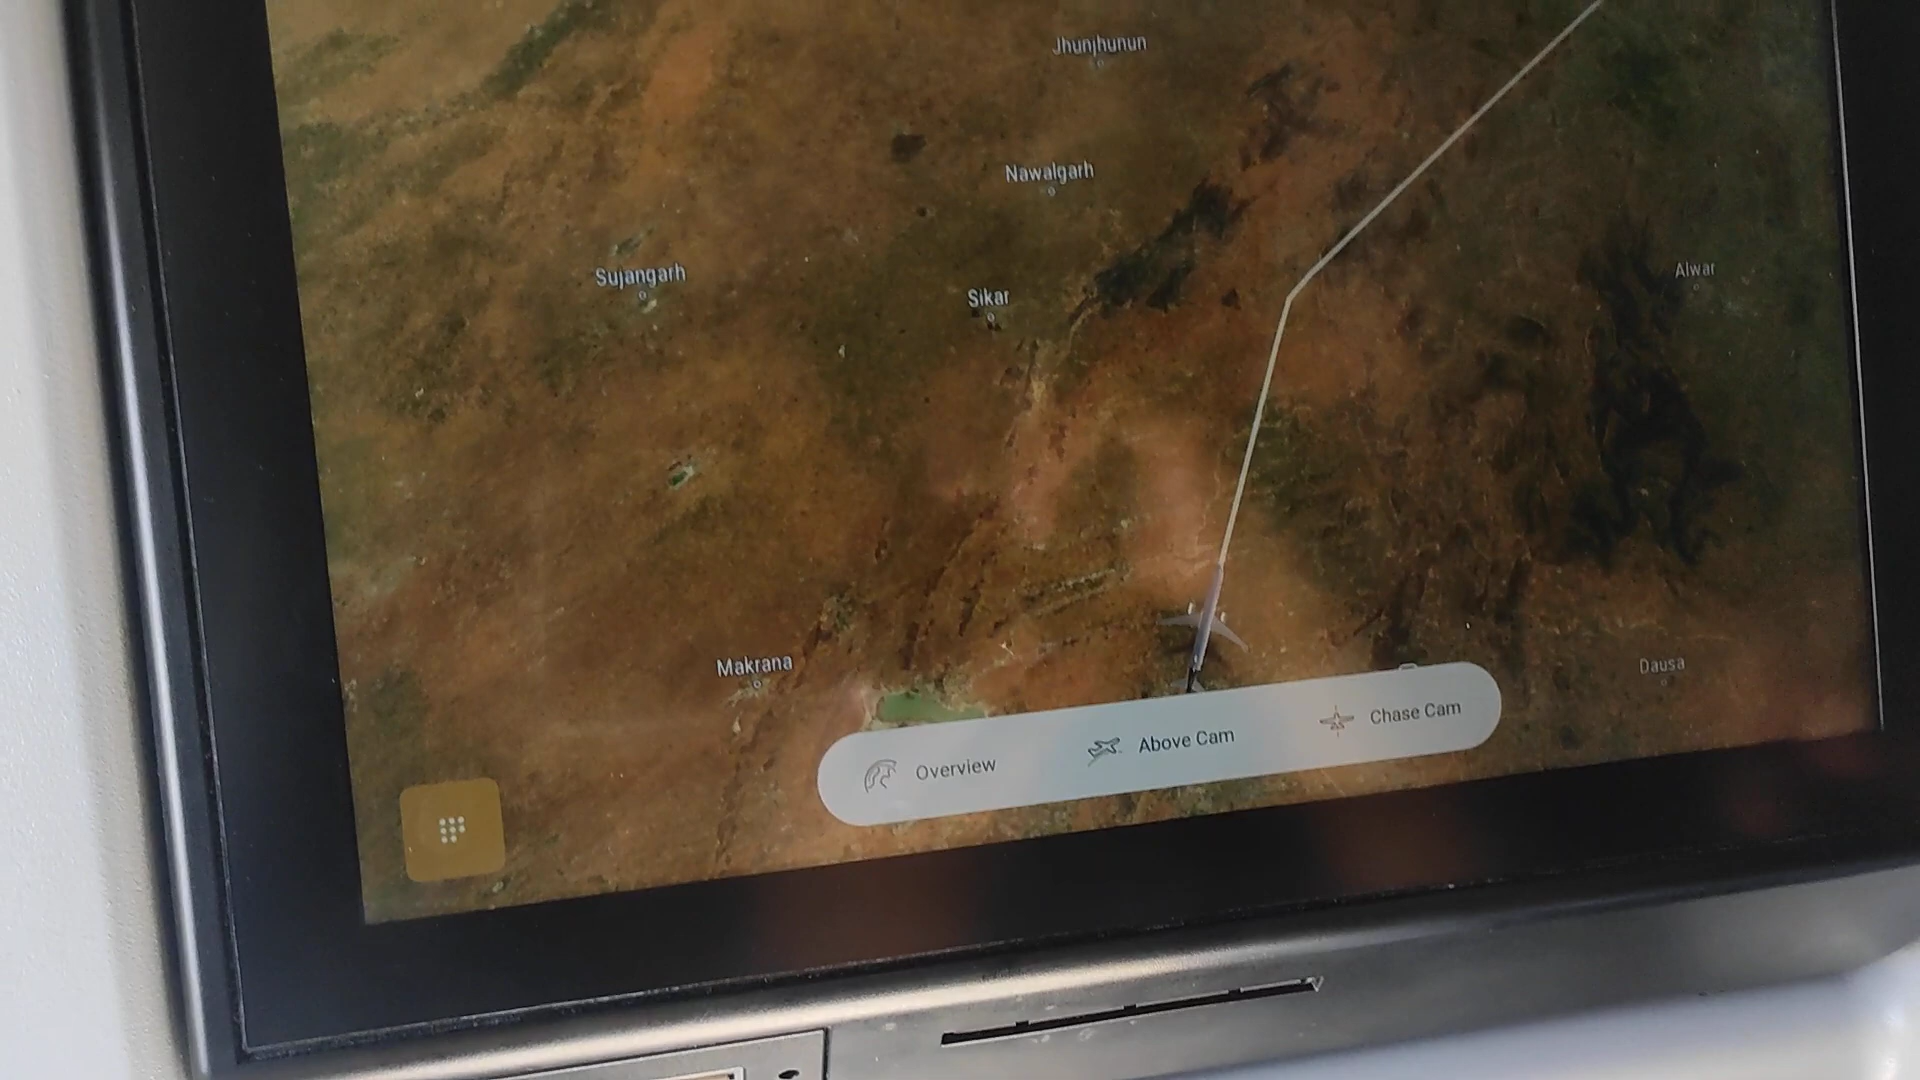 Jhunjhunun
Nawalgarh
Sujangarh
Sikar
Alwar
Makrana
Dausa
Overview
Above Cam
Chase Cam